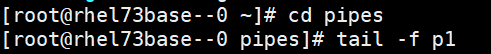 [root@rhel73base--0 ~]# cd pipes
[root@rhel73base--0 pipes]# tail -f p1